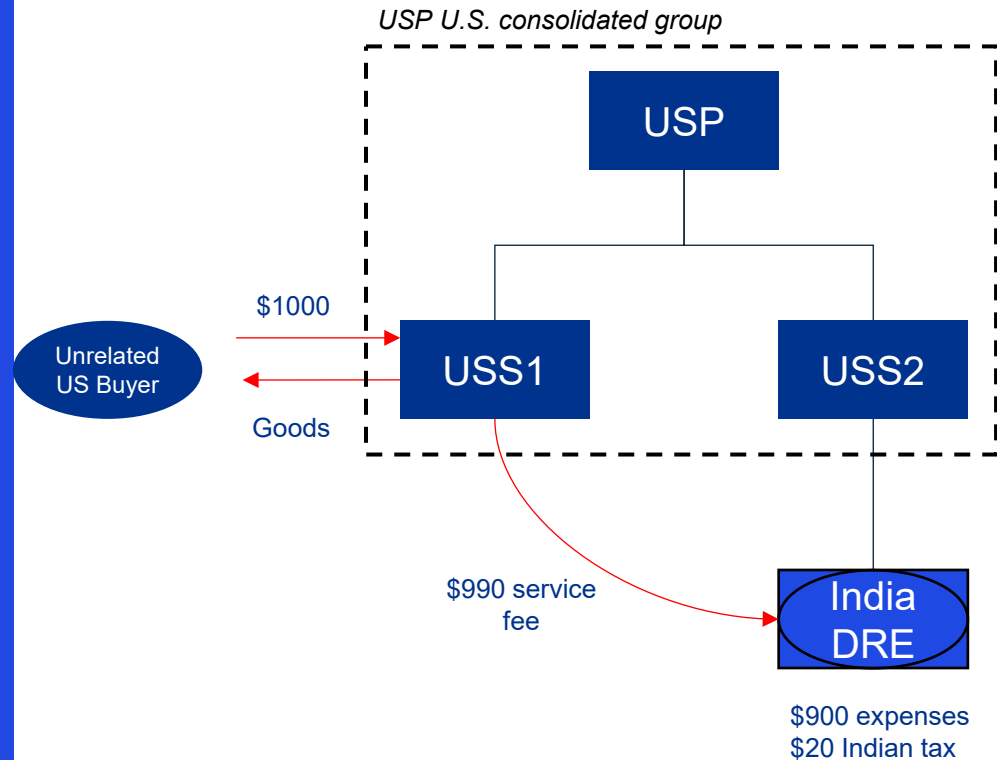 USP U.S. consolidated group
USP
$1000
Unrelated
US Buyer
USS1
USS2
Goods
$990 service
fee
India
DRE
$900 expenses
$20 Indian tax